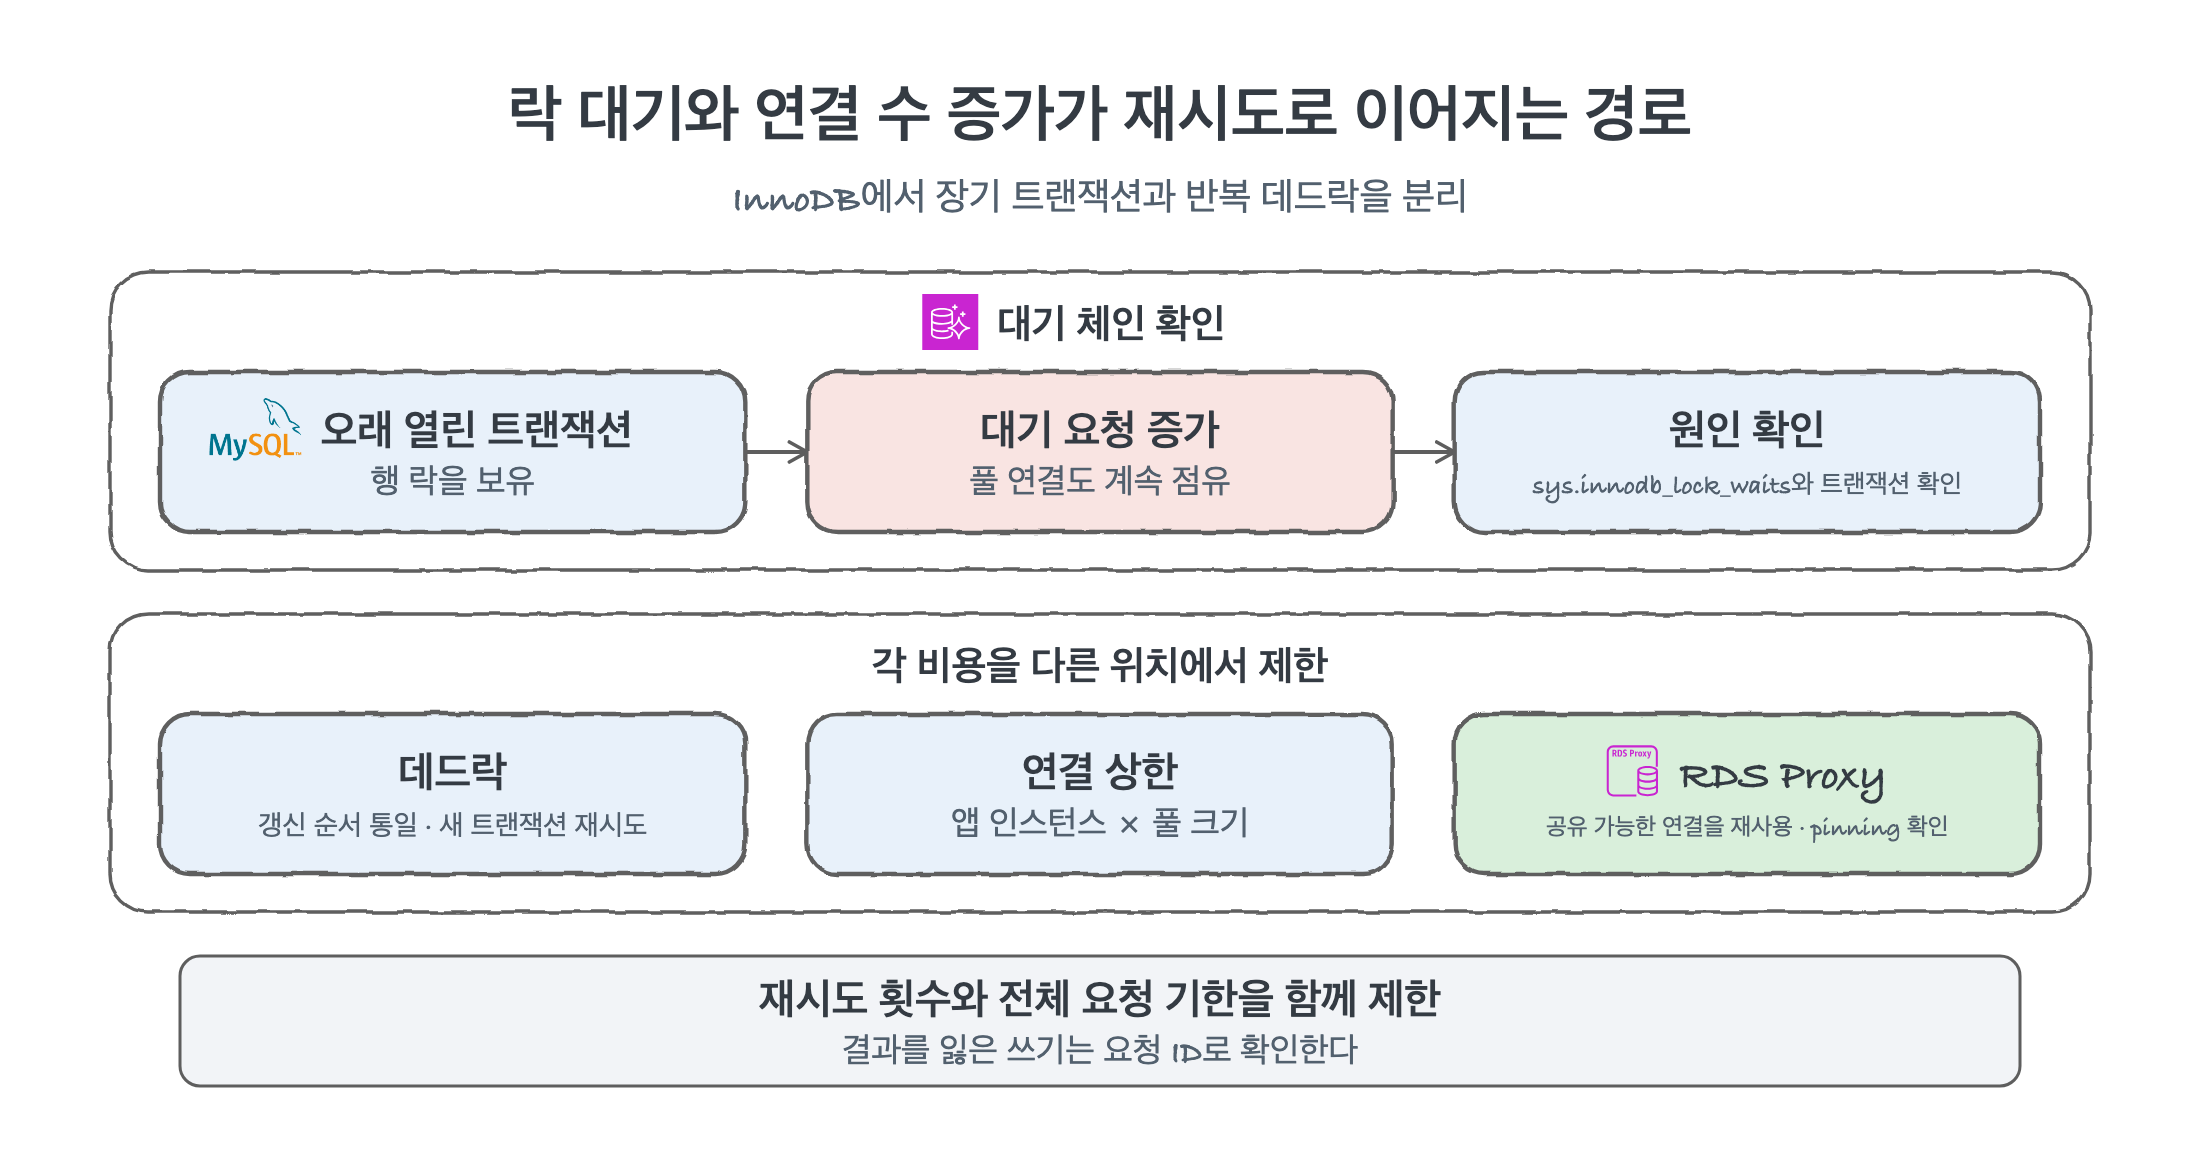 락 대기와 연결 수 증가가 재시도로 이어지는 경로
InnoDB에서 장기 트랜잭션과 반복 데드락을 분리
대기 체인 확인
MySQL™ 오래 열린 트랜잭션
행 락을 보유
대기 요청 증가
풀 연결도 계속 점유
원인 확인
sys.innodb_lock_waits와 트랜잭션 확인
각 비용을 다른 위치에서 제한
데드락
갱신 순서 통일 · 새 트랜잭션 재시도
연결 상한
앱 인스턴스 × 풀 크기
RDS Proxy
RDS Proxy
공유 가능한 연결을 재사용 · pinning 확인
재시도 횟수와 전체 요청 기한을 함께 제한
결과를 잃은 쓰기는 요청 ID로 확인한다